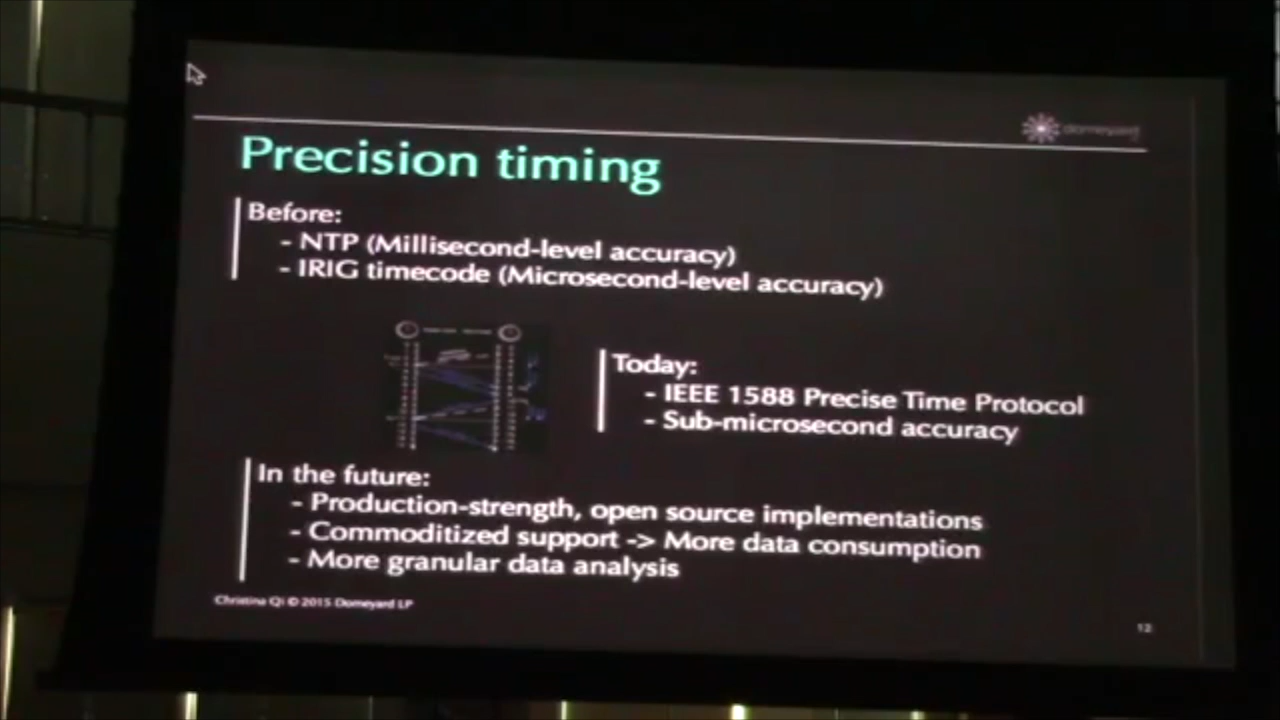 domeyard
Precision timing
Before:
- NTP (Millisecond-level accuracy)
- IRIG timecode (Microsecond-level accuracy)
Today:
- IEEE 1588 Precise Time Protocol
- Sub-microsecond accuracy
In the future:
- Production-strength, open source implementations
- Commoditized support -> More data consumption
- More granular data analysis
Christina Qi © 2015 Domeyard LP
12